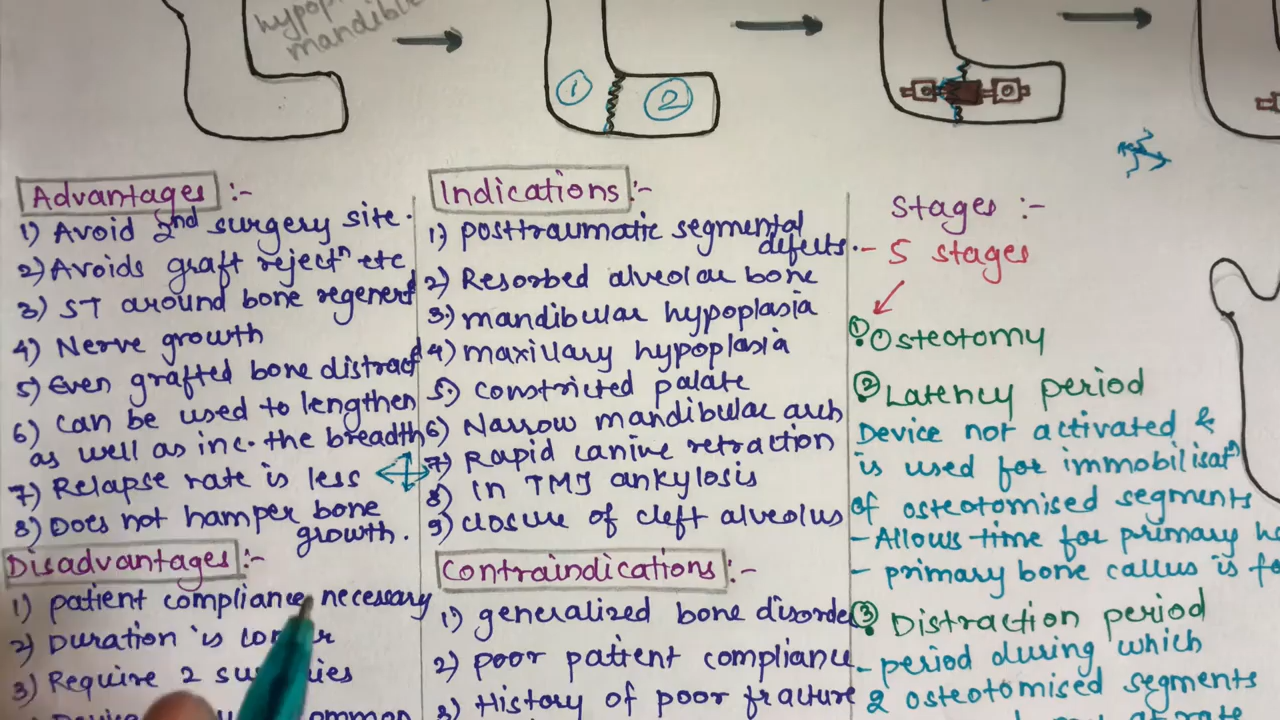 mandible
1
2
Advantages :-
1) Avoid 2nd surgery site.
2) Avoids graft rejectn etc
3) ST around bone regenert
4) Nerve growth
5) Even grafted bone distract
6) can be used to lengthen
as well as inc. the breadth
7) Relapse rate is less
8) Does not hamper bone
growth.
Disadvantages :-
1) patient compliance necessary
2) Duration is
3) Require 2
Indications :-
1) posttraumatic segmental
defects.
2) Resorbed alveolar bone
3) mandibular hypoplasia
4) maxillary hypoplasia
5) constricted palate
6) Narrow mandibular arch
7) Rapid canine retraction
8) in TMJ ankylosis
9) closure of cleft alveolus
Contraindications :-
1) generalized bone disorde
2) poor patient compliance
3) History of poor fracture
Stages :-
- 5 stages
1 Osteotomy
2 Latency period
Device not activated &
is used for immobilisatn
of osteotomised segments
- Allows time for primary
- primary bone callus is
3 Distraction period
- period during which
2 osteotomised segments